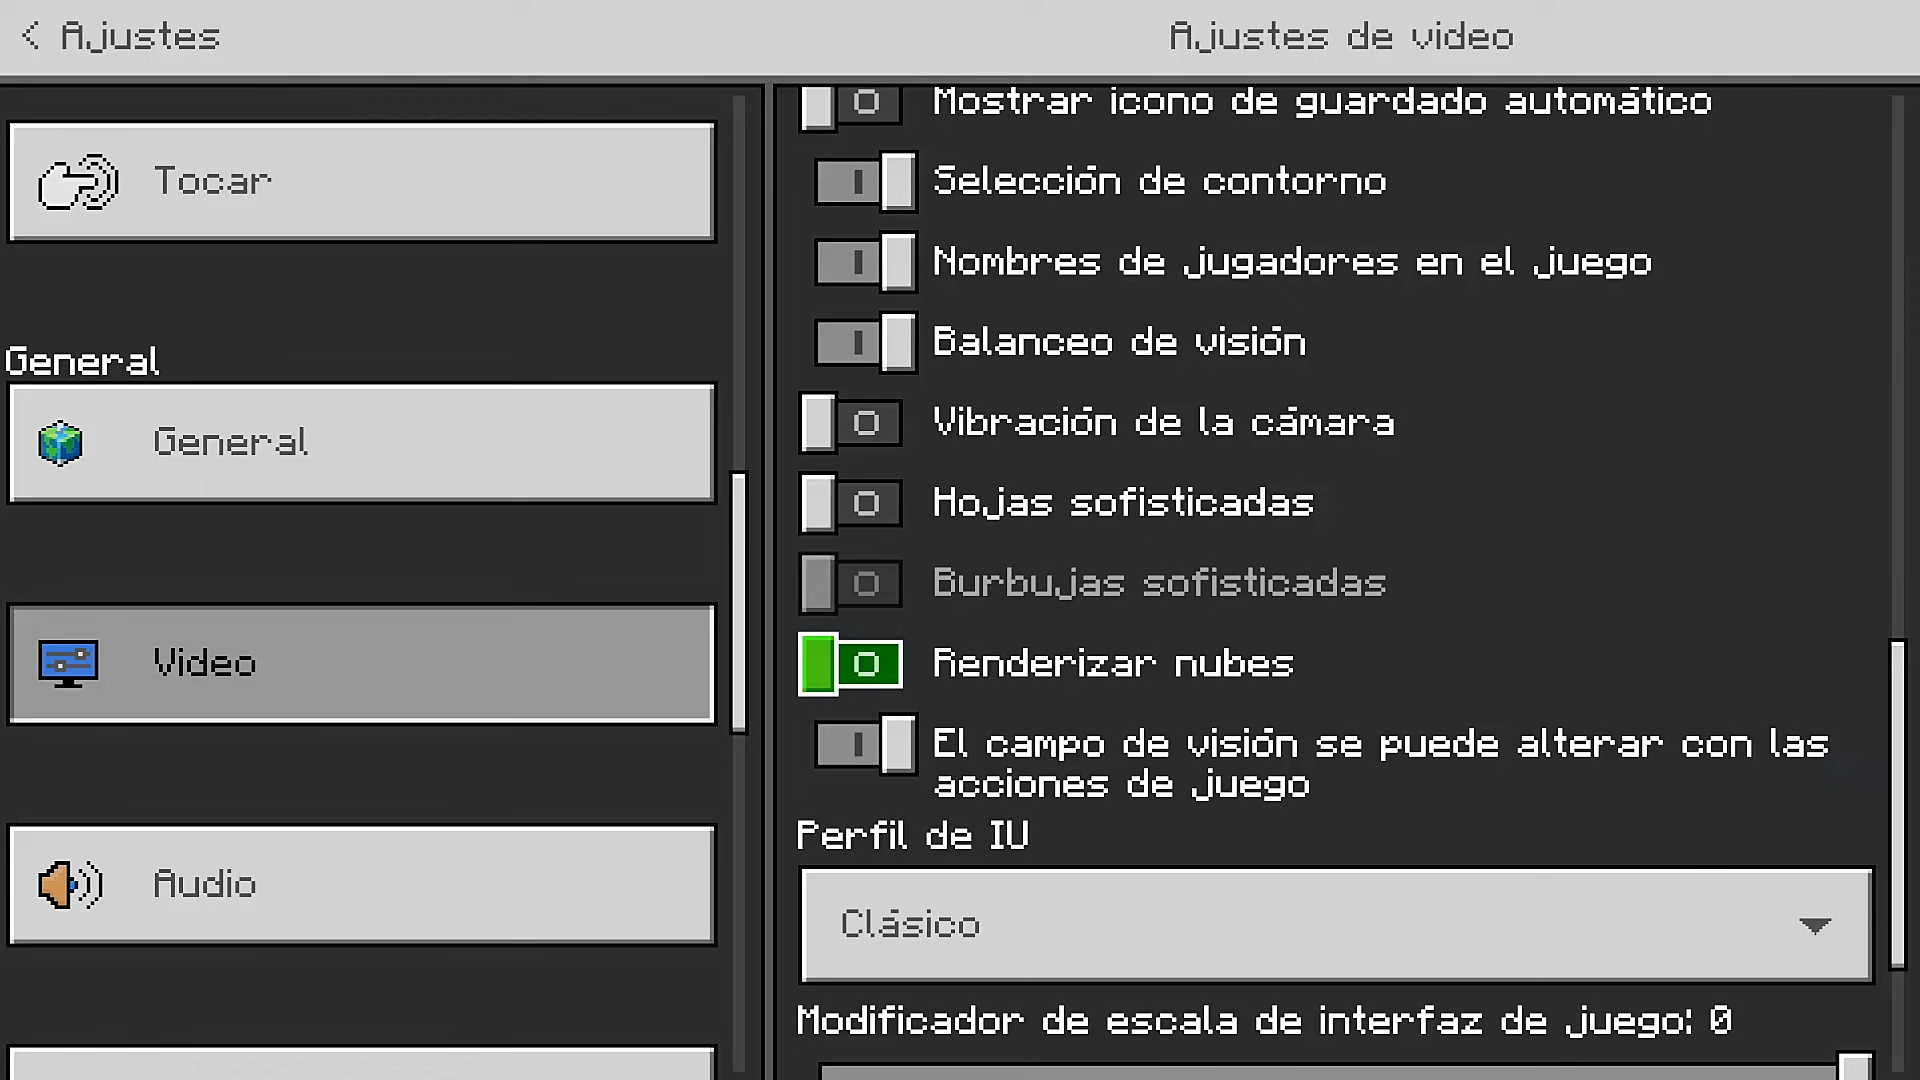 Ajustes
Ajustes de video
Tocar
General
General
Video
Audio
Mostrar icono de guardado automático
Selección de contorno
Nombres de jugadores en el juego
Balanceo de visión
Vibración de la cámara
Hojas sofisticadas
Burbujas sofisticadas
Renderizar nubes
El campo de visión se puede alterar con las
acciones de juego
Perfil de IU
Clásico
Modificador de escala de interfaz de juego: 0